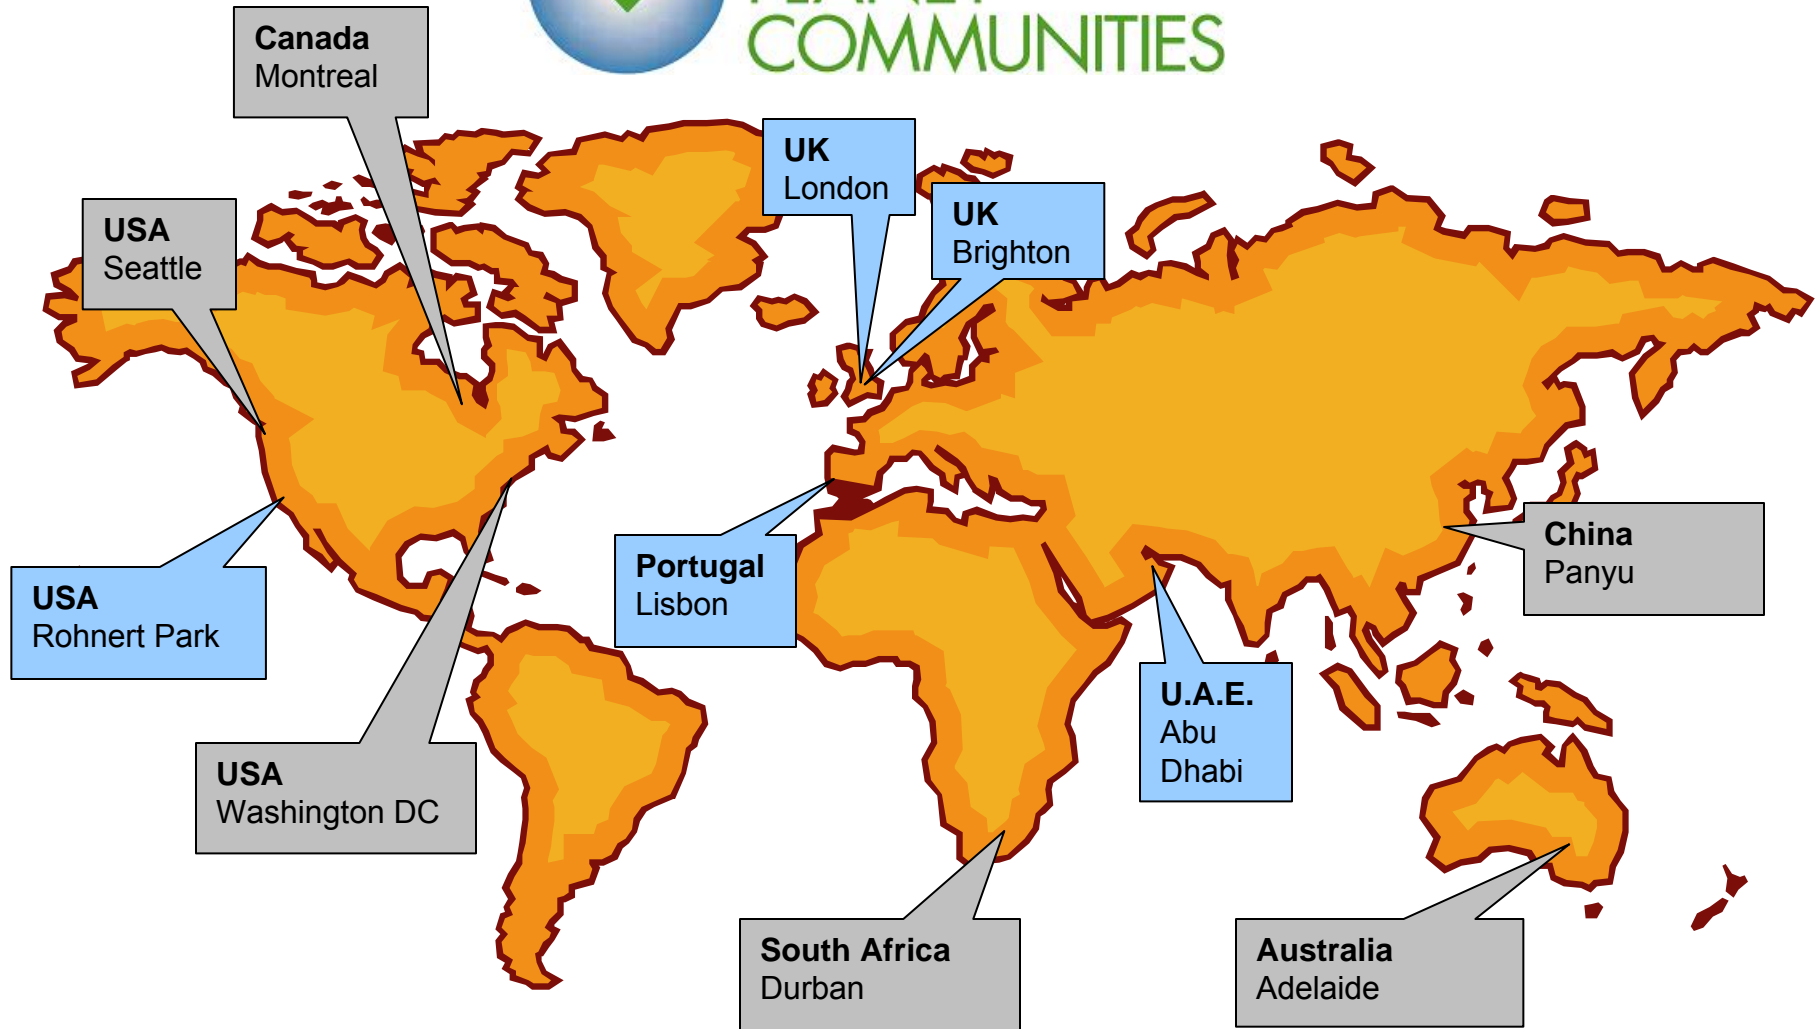 COMMUNITIES
Canada
Montreal
UK
London
UK
Brighton
USA
Seattle
USA
Rohnert Park
Portugal
Lisbon
China
Panyu
U.A.E.
Abu
Dhabi
USA
Washington DC
South Africa
Durban
Australia
Adelaide